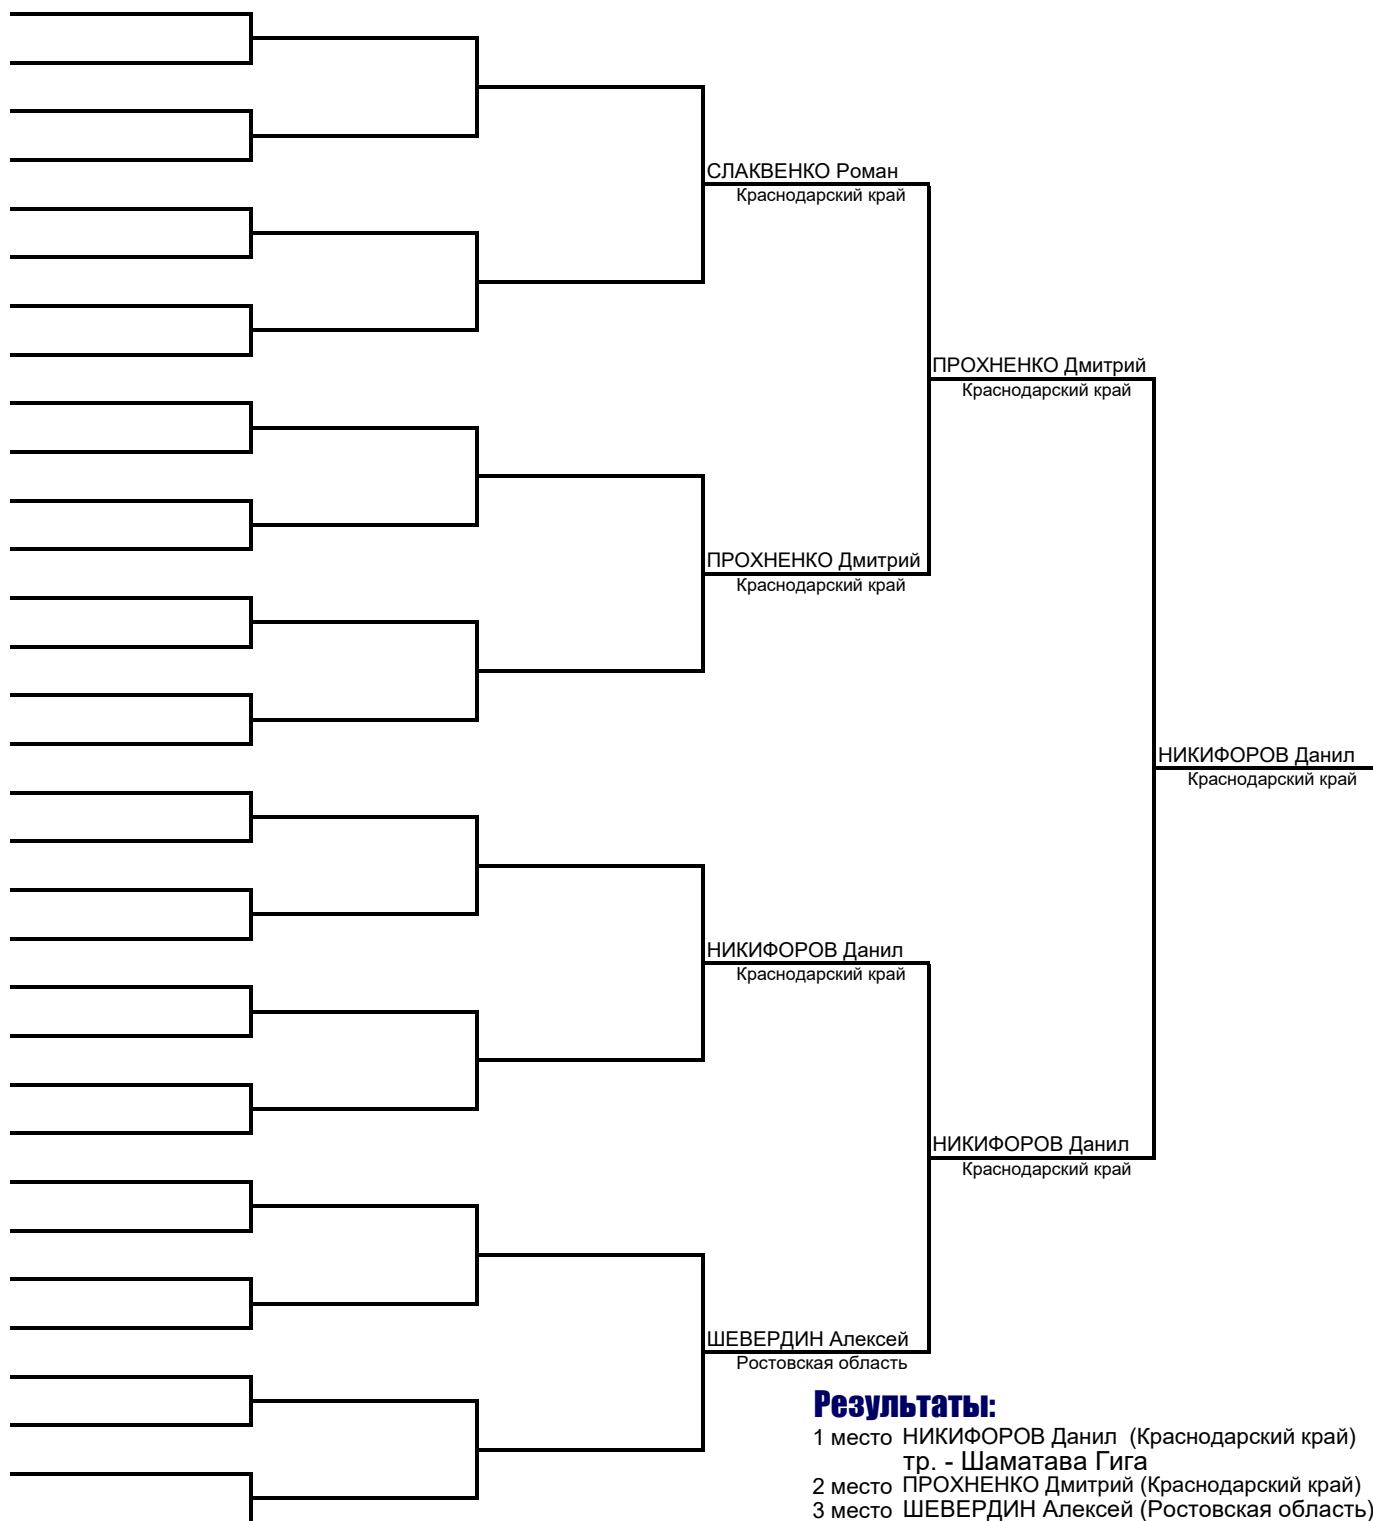 СЛАКВЕНКО Роман
Краснодарский край
ПРОХНЕНКО Дмитрий
Краснодарский край
ПРОХНЕНКО Дмитрий
Краснодарский край
НИКИФОРОВ Данил
Краснодарский край
НИКИФОРОВ Данил
Краснодарский край
НИКИФОРОВ Данил
Краснодарский край
ШЕВЕРДИН Алексей
Ростовская область
Результаты:
1 место НИКИФОРОВ Данил (Краснодарский край)
тр. - Шаматава Гига
2 место ПРОХНЕНКО Дмитрий (Краснодарский край)
3 место ШЕВЕРДИН Алексей (Ростовская область)